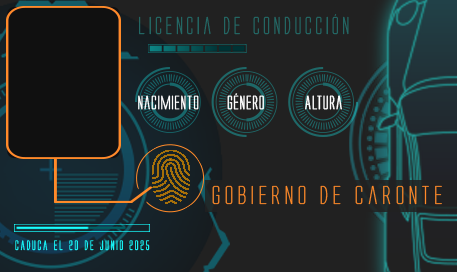 LICENCIA DE CONDUCCIÓN
NACIMIENTO GÉNERO ALTURA
GOBIERNO DE CARONTE
CADUCA EL 20 DE JUNIO 2025